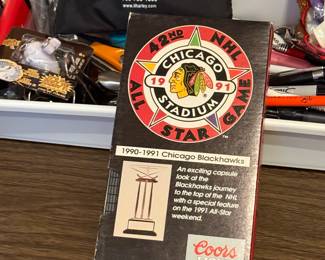 42ND NHL
CHICAGO
19 91
STADIUM
ALL STAR GAME
1990-1991 Chicago Blackhawks
An exciting capsule
look at the
Blackhawks journey
to the top of the NHL
with a special feature
on the 1991 All-Star
weekend.
Coors